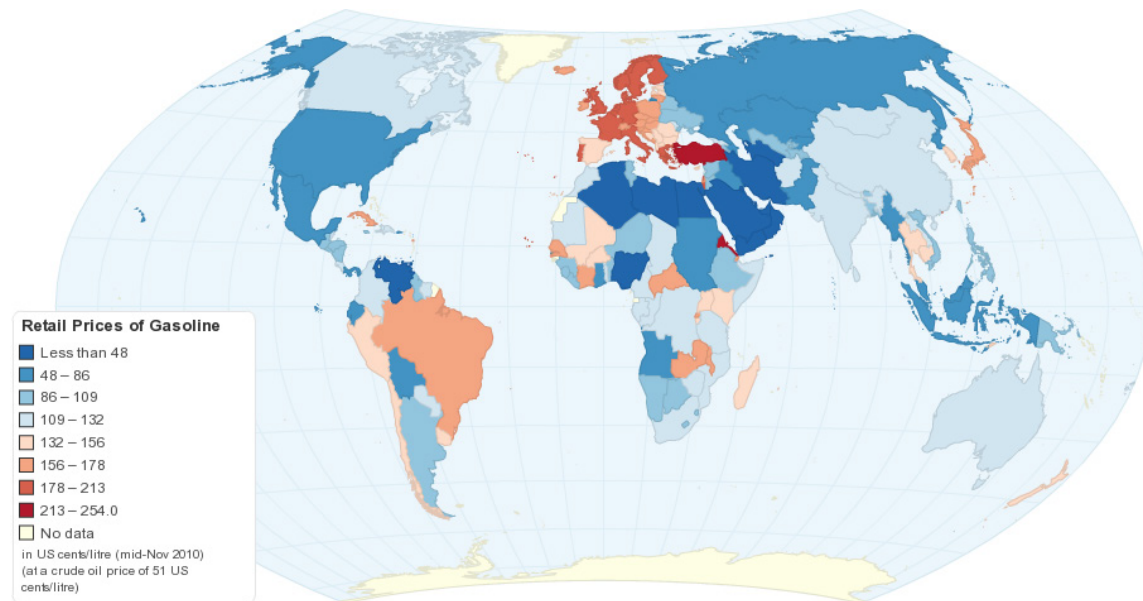 Retail Prices of Gasoline
Less than 48
48 – 86
86 – 109
109 – 132
132 – 156
156 – 178
178 – 213
213 – 254.0
No data
in US cents/litre (mid-Nov 2010)
(at a crude oil price of 51 US
cents/litre)